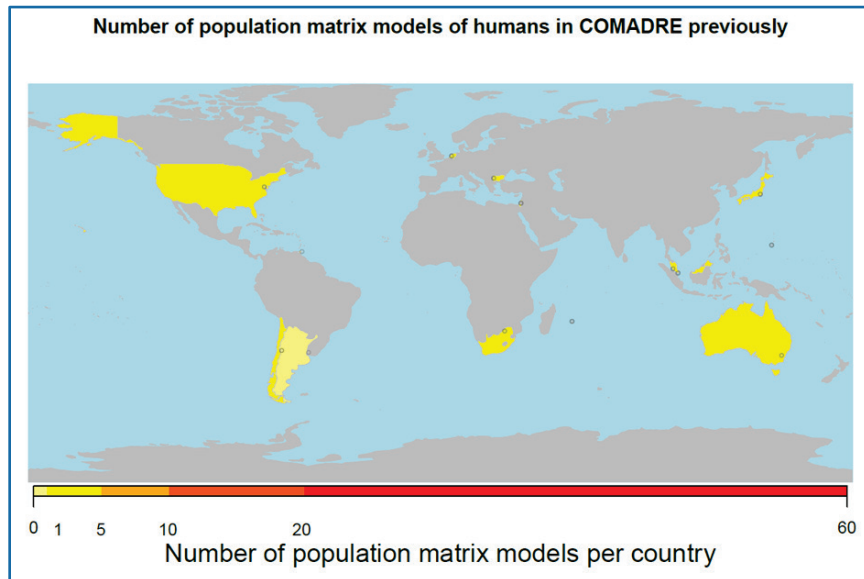 Number of population matrix models of humans in COMADRE previously
0 1 5 10 20 60
Number of population matrix models per country